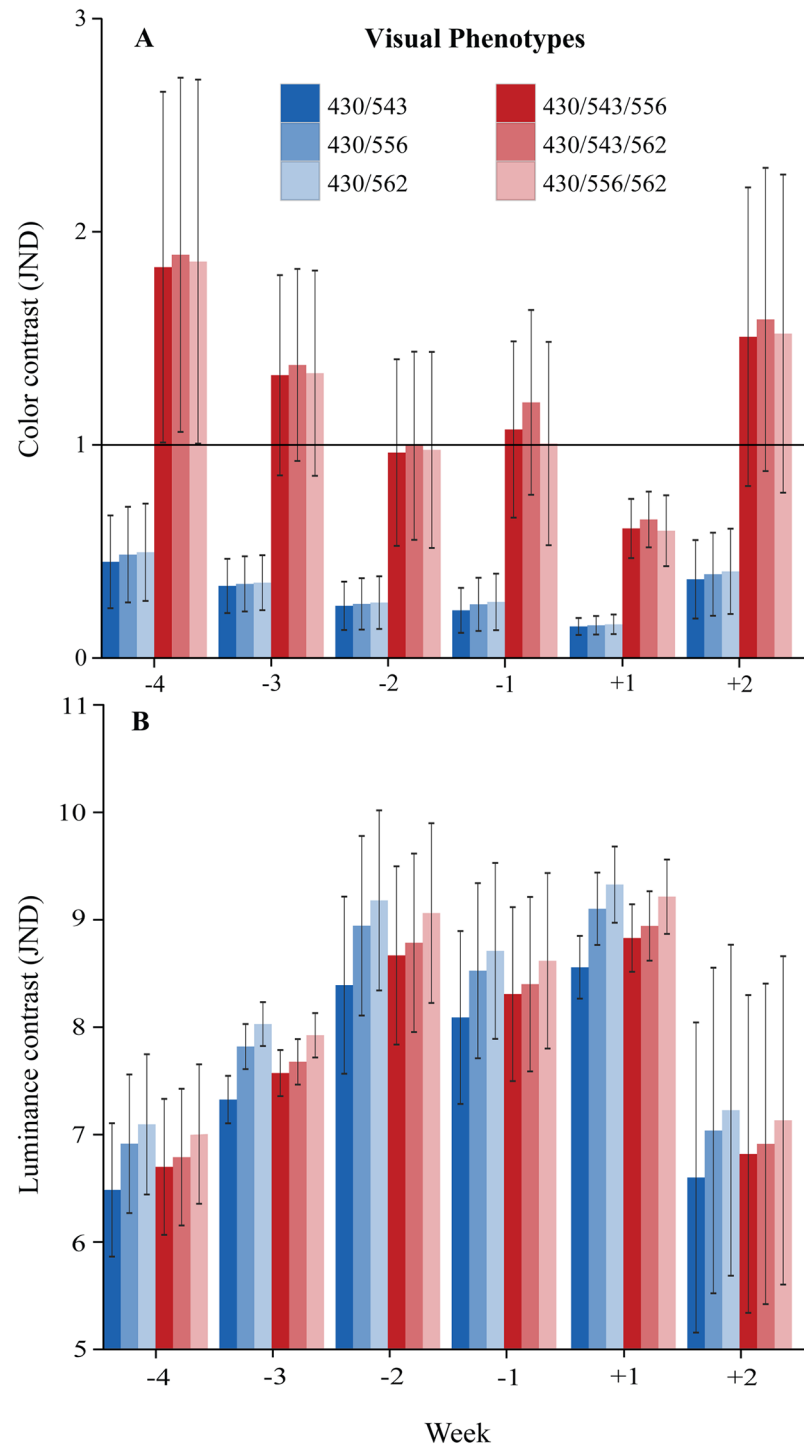 A
Visual Phenotypes
430/543
430/543/556
430/556
430/543/562
430/562
430/556/562
Color contrast (JND)
3
2
1
0
-4 -3 -2 -1 +1 +2
B
Luminance contrast (JND)
11
10
9
8
7
6
5
-4 -3 -2 -1 +1 +2
Week